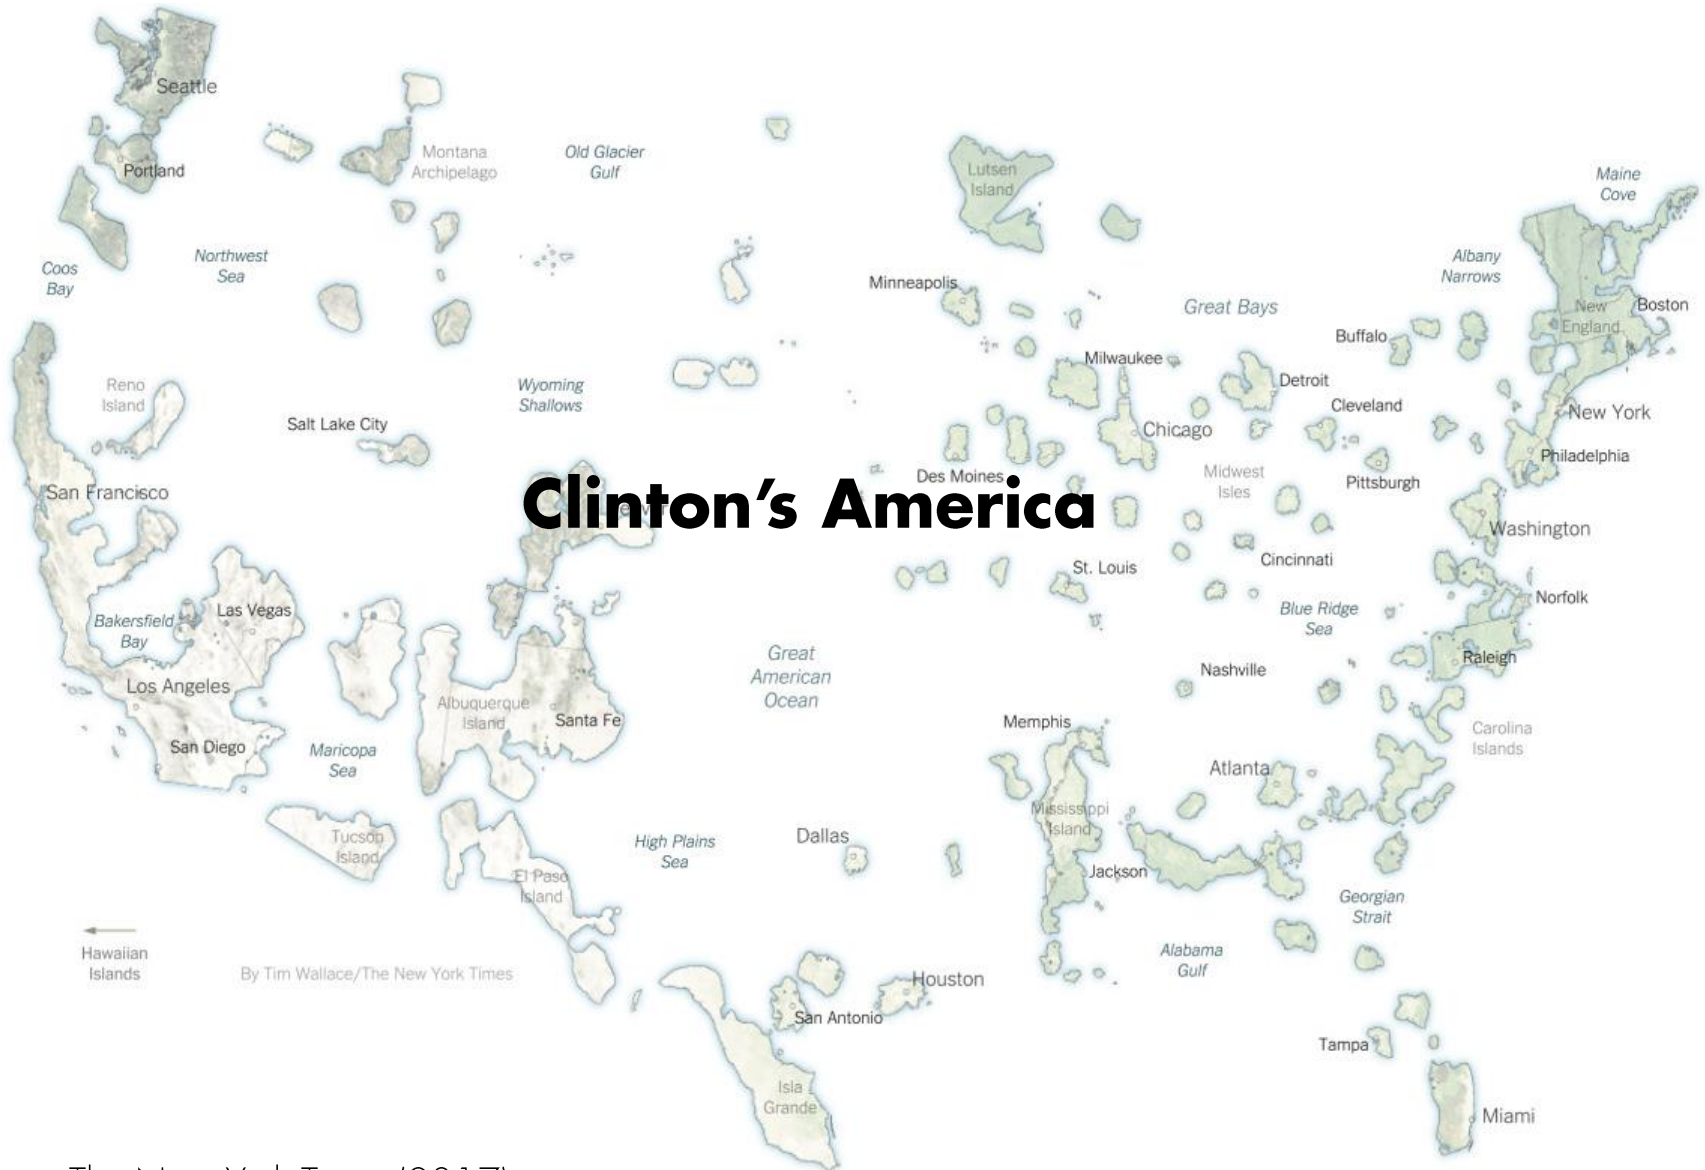 Seattle
Portland
Montana
Archipelago
Old Glacier
Gulf
Lutsen
Island
Maine
Cove
Coos
Bay
Northwest
Sea
Minneapolis
Great Bays
Albany
Narrows
New
England
Boston
Buffalo
Milwaukee
Detroit
Reno
Island
Wyoming
Shallows
Salt Lake City
Chicago
Cleveland
New York
Philadelphia
Pittsburgh
Des Moines
Midwest
Isles
San Francisco
Clinton's America
Washington
St. Louis
Cincinnati
Norfolk
Bakersfield
Bay
Las Vegas
Blue Ridge
Sea
Great
American
Ocean
Nashville
Raleigh
Los Angeles
Albuquerque
Island
Santa Fe
Memphis
Carolina
Islands
San Diego
Maricopa
Sea
Atlanta
Mississippi
Island
Tucson
Island
High Plains
Sea
Dallas
Jackson
El Paso
Island
Georgian
Strait
Hawaiian
Islands
By Tim Wallace/The New York Times
Alabama
Gulf
Houston
San Antonio
Tampa
Isla
Grande
Miami